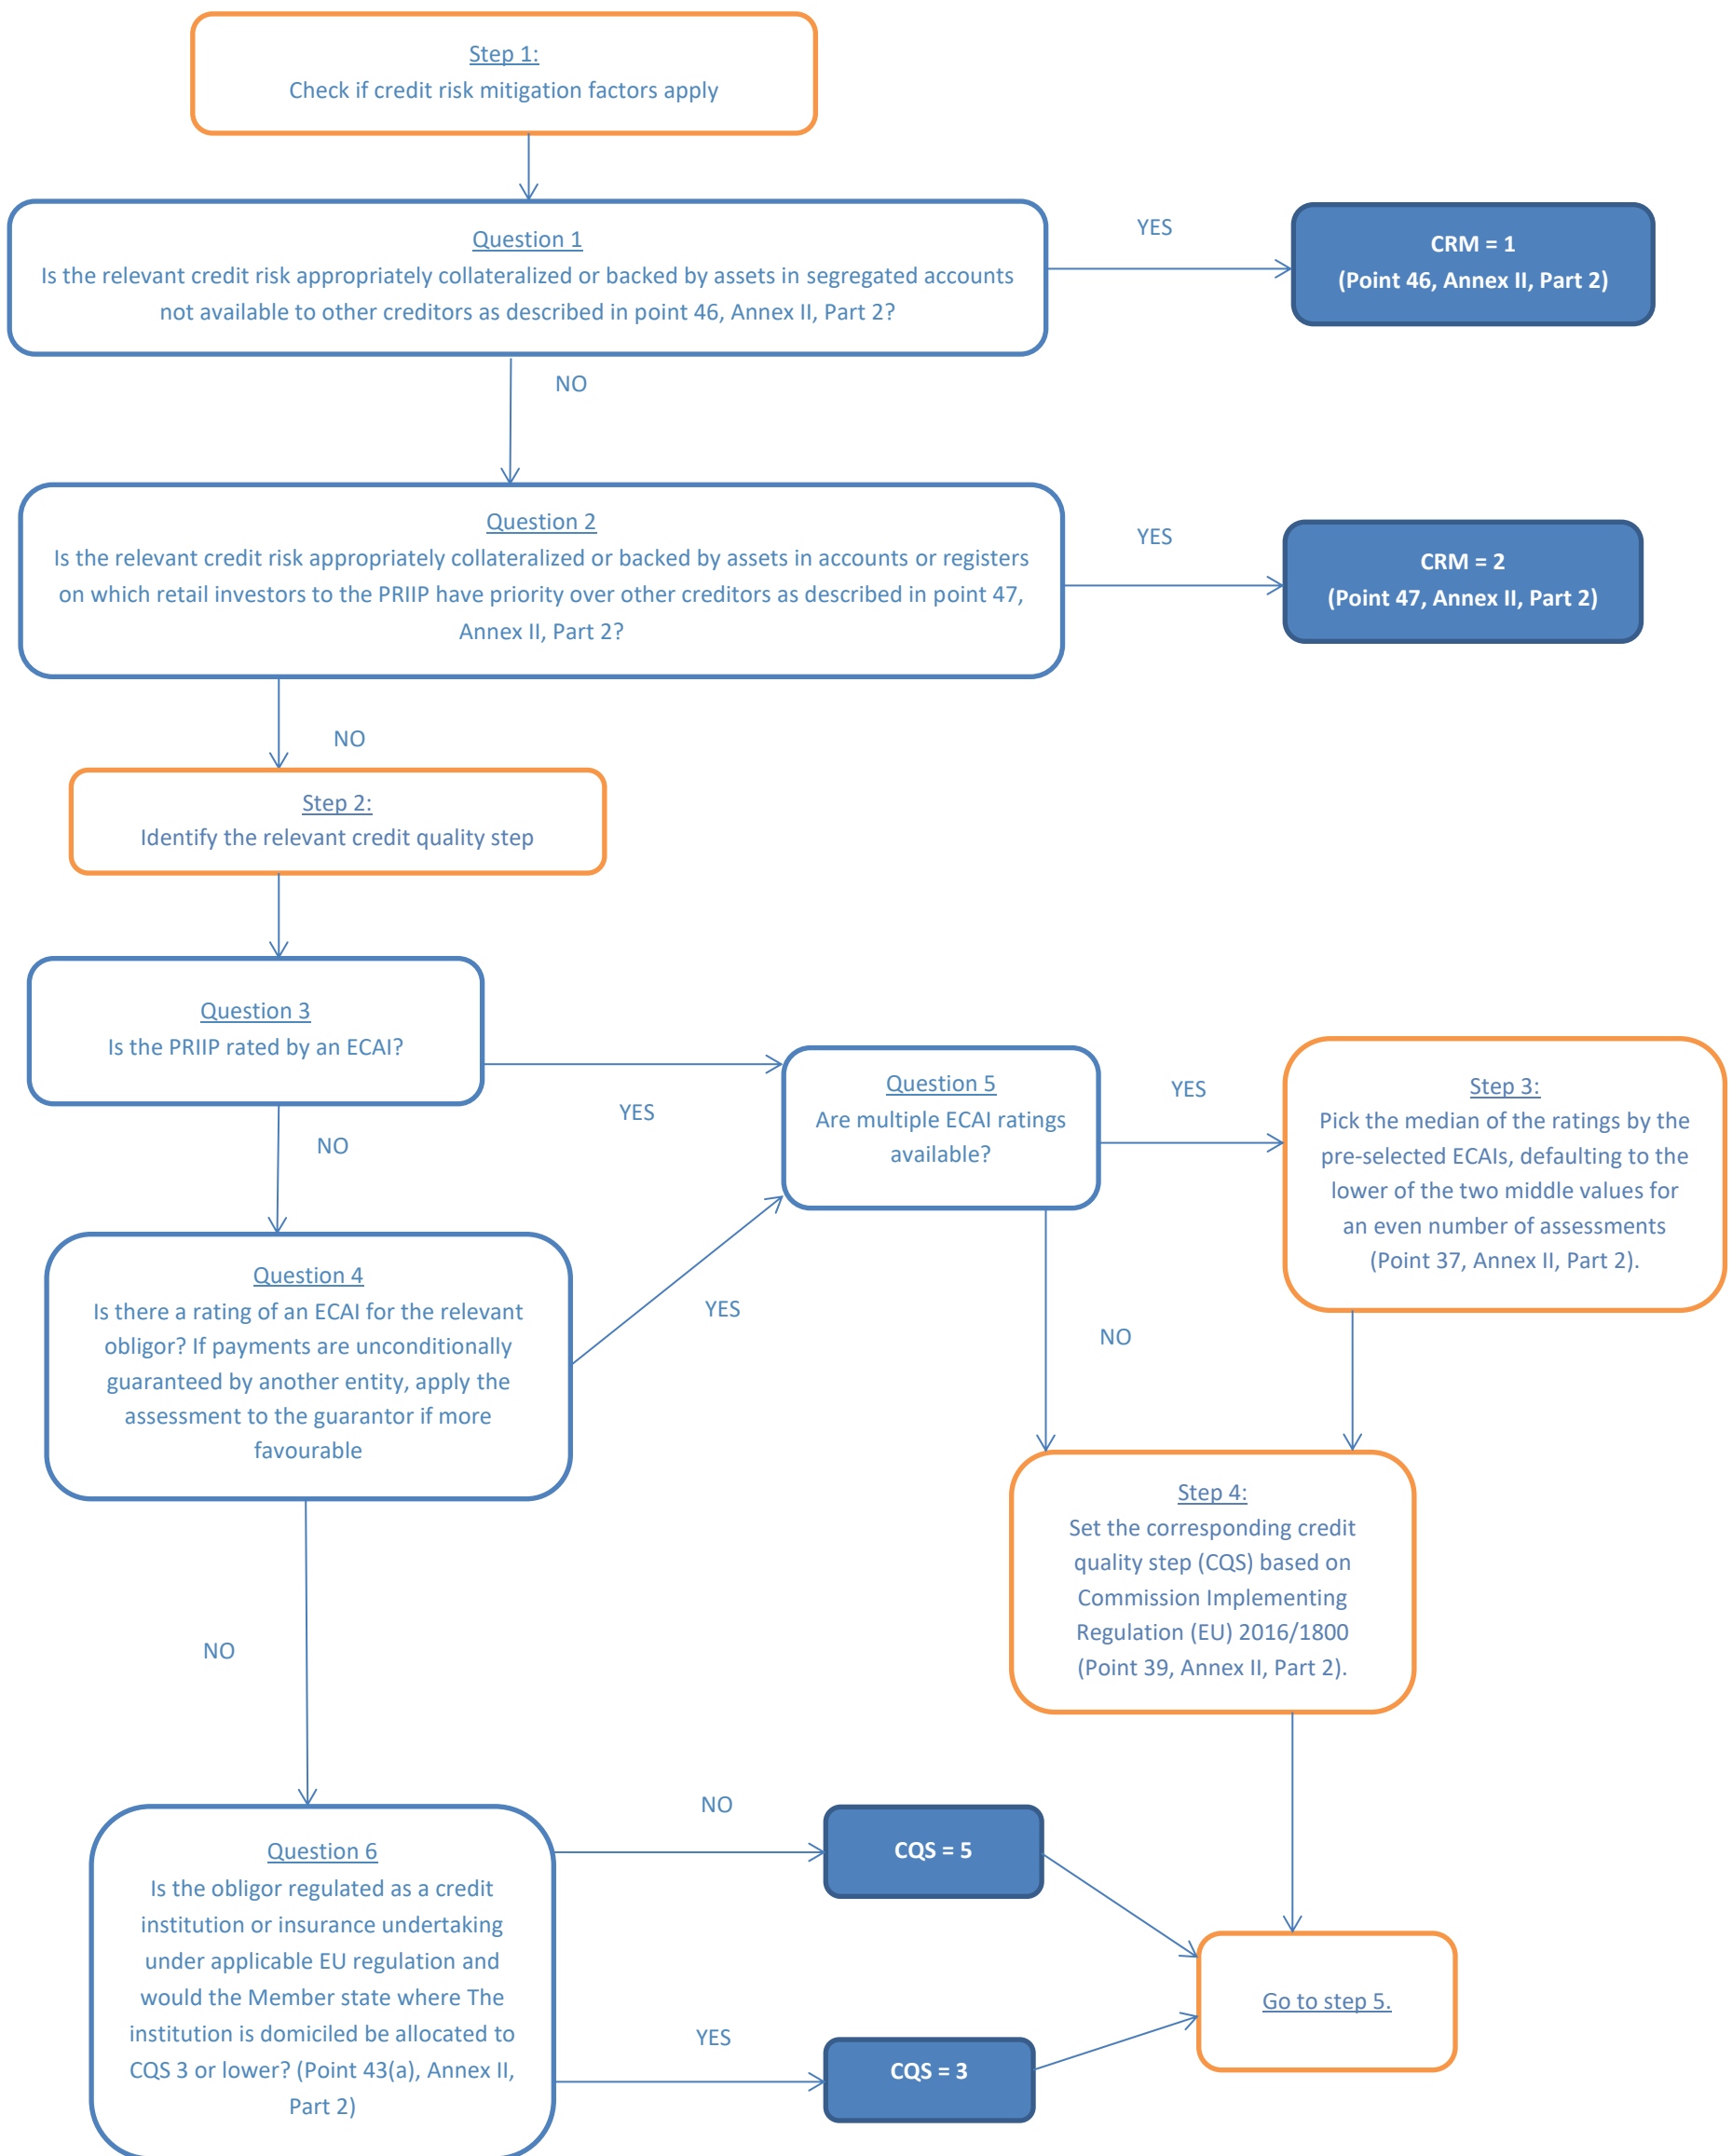 Step 1:
Check if credit risk mitigation factors apply
Question 1
Is the relevant credit risk appropriately collateralized or backed by assets in segregated accounts
not available to other creditors as described in point 46, Annex II, Part 2?
YES
CRM = 1
(Point 46, Annex II, Part 2)
NO
Question 2
Is the relevant credit risk appropriately collateralized or backed by assets in accounts or registers
on which retail investors to the PRIIP have priority over other creditors as described in point 47,
Annex II, Part 2?
YES
CRM = 2
(Point 47, Annex II, Part 2)
NO
Step 2:
Identify the relevant credit quality step
Question 3
Is the PRIIP rated by an ECAI?
YES
NO
Question 5
Are multiple ECAI ratings
available?
YES
Step 3:
Pick the median of the ratings by the
pre-selected ECAIs, defaulting to the
lower of the two middle values for
an even number of assessments
(Point 37, Annex II, Part 2).
Question 4
Is there a rating of an ECAI for the relevant
obligor? If payments are unconditionally
guaranteed by another entity, apply the
assessment to the guarantor if more
favourable
YES
NO
Step 4:
Set the corresponding credit
quality step (CQS) based on
Commission Implementing
Regulation (EU) 2016/1800
(Point 39, Annex II, Part 2).
NO
Question 6
Is the obligor regulated as a credit
institution or insurance undertaking
under applicable EU regulation and
would the Member state where The
institution is domiciled be allocated to
CQS 3 or lower? (Point 43(a), Annex II,
Part 2)
NO
CQS = 5
YES
CQS = 3
Go to step 5.